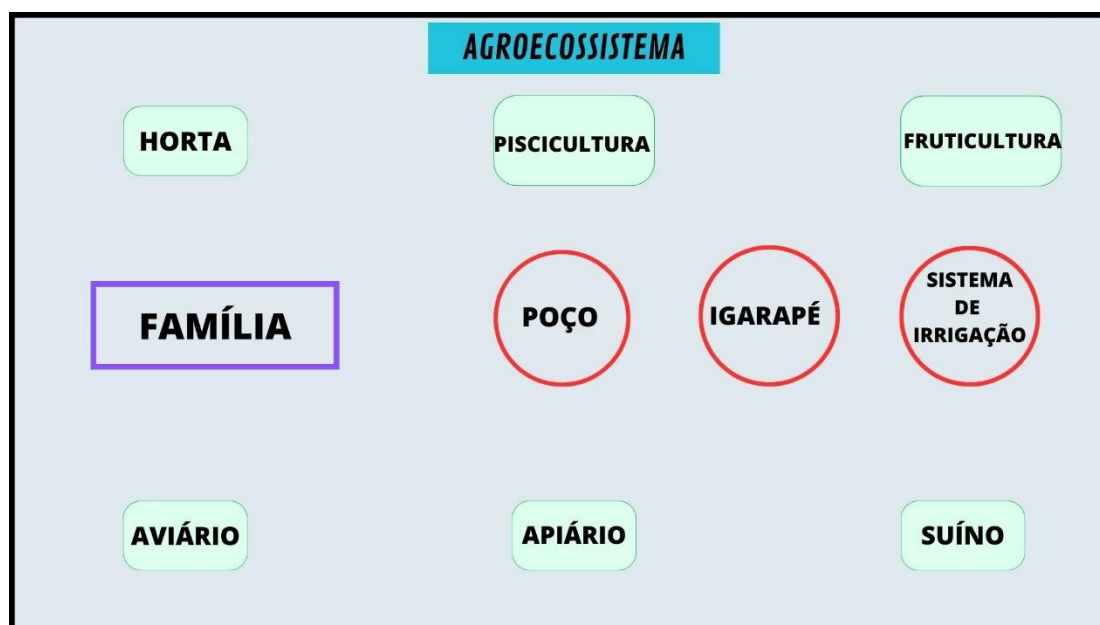 AGROECOSSISTEMA
HORTA
PISCICULTURA
FRUTICULTURA
FAMÍLIA
POÇO
IGARAPÉ
SISTEMA
DE
IRRIGAÇÃO
AVIÁRIO
APIÁRIO
SUÍNO